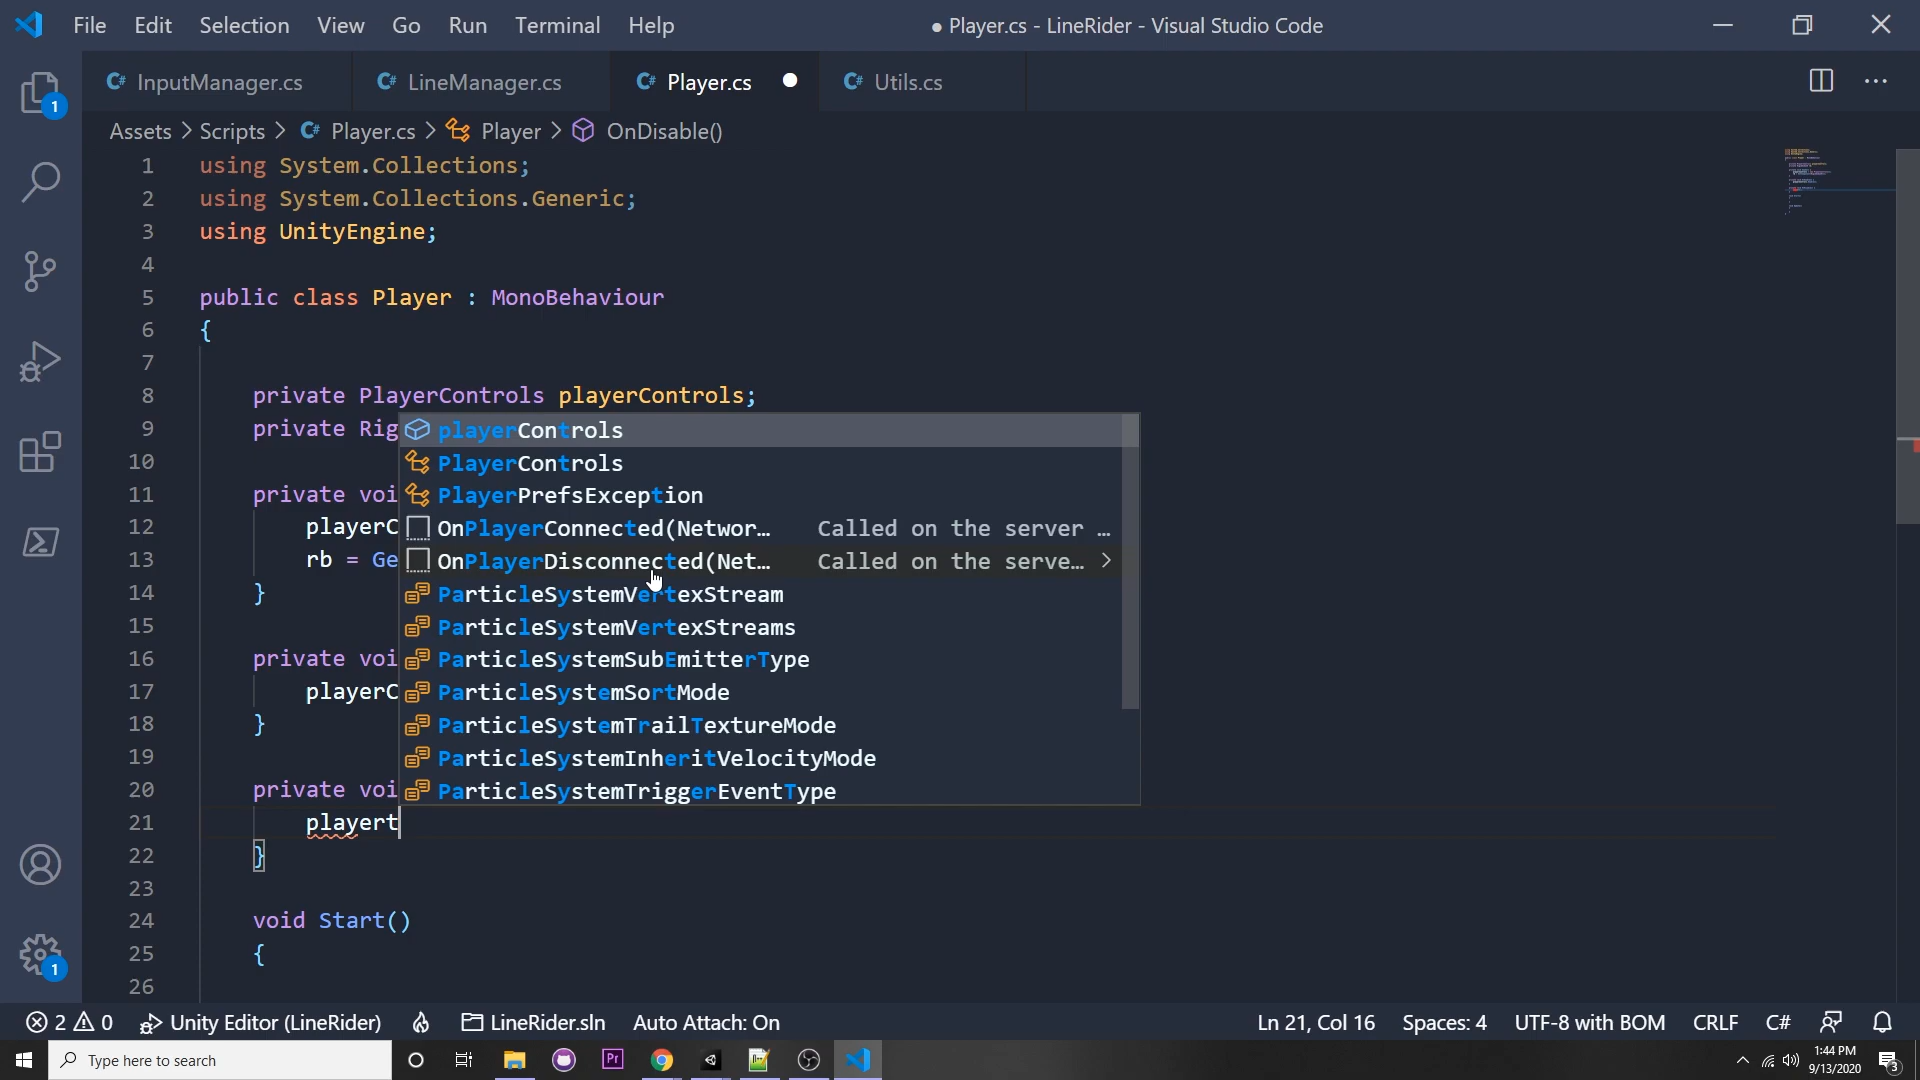 File Edit Selection View Go Run Terminal Help
● Player.cs - LineRider - Visual Studio Code
InputManager.cs LineManager.cs Player.cs Utils.cs
Assets > Scripts > Player.cs > Player > OnDisable()
1 using System.Collections;
2 using System.Collections.Generic;
3 using UnityEngine;
4
5 public class Player : MonoBehaviour
6 {
7
8 private PlayerControls playerControls;
9 private Rig
10
11 private voi
12 playerC
13 rb = Ge
14 }
15
16 private voi
17 playerC
18 }
19
20 private voi
21 playert
22 }
23
24 void Start()
25 {
26
playerControls
PlayerControls
PlayerPrefsException
OnPlayerConnected(Networ... Called on the server ...
OnPlayerDisconnected(Net... Called on the serve...
ParticleSystemVertexStream
ParticleSystemVertexStreams
ParticleSystemSubEmitterType
ParticleSystemSortMode
ParticleSystemTrailTextureMode
ParticleSystemInheritVelocityMode
ParticleSystemTriggerEventType
1
1
2 0 Unity Editor (LineRider) LineRider.sln Auto Attach: On Ln 21, Col 16 Spaces: 4 UTF-8 with BOM CRLF C#
Type here to search
Pr
1:44 PM
9/13/2020
3